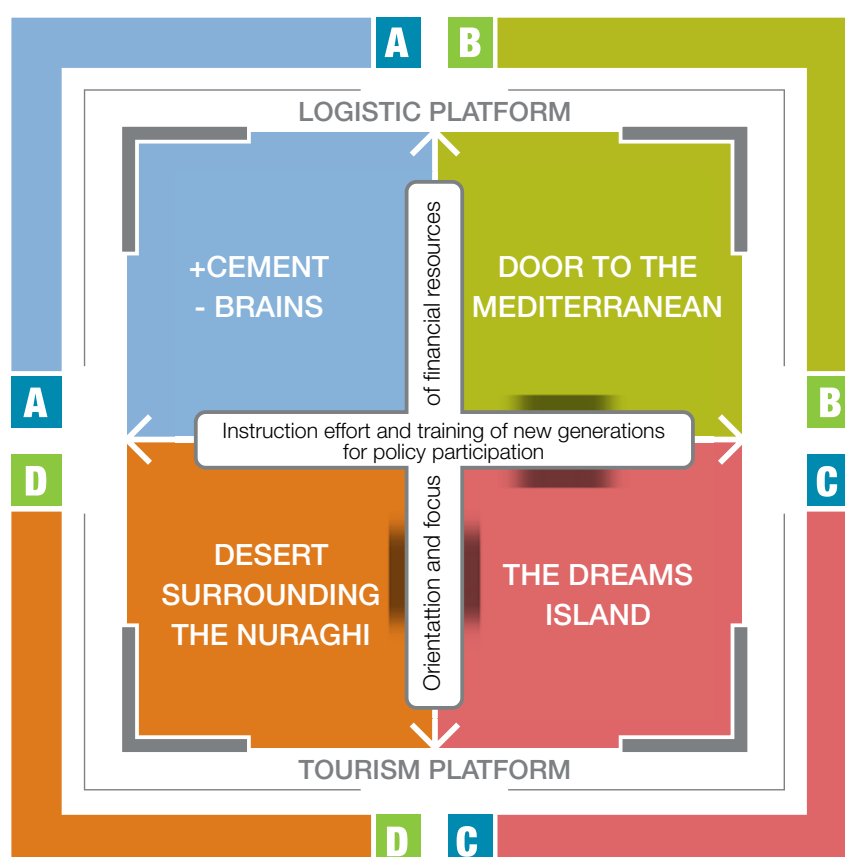 A B
LOGISTIC PLATFORM
+CEMENT
- BRAINS
DOOR TO THE
MEDITERRANEAN
of financial resources
A
B
Instruction effort and training of new generations
for policy participation
D
C
Orientattion and focus
DESERT
SURROUNDING
THE NURAGHI
THE DREAMS
ISLAND
TOURISM PLATFORM
D C